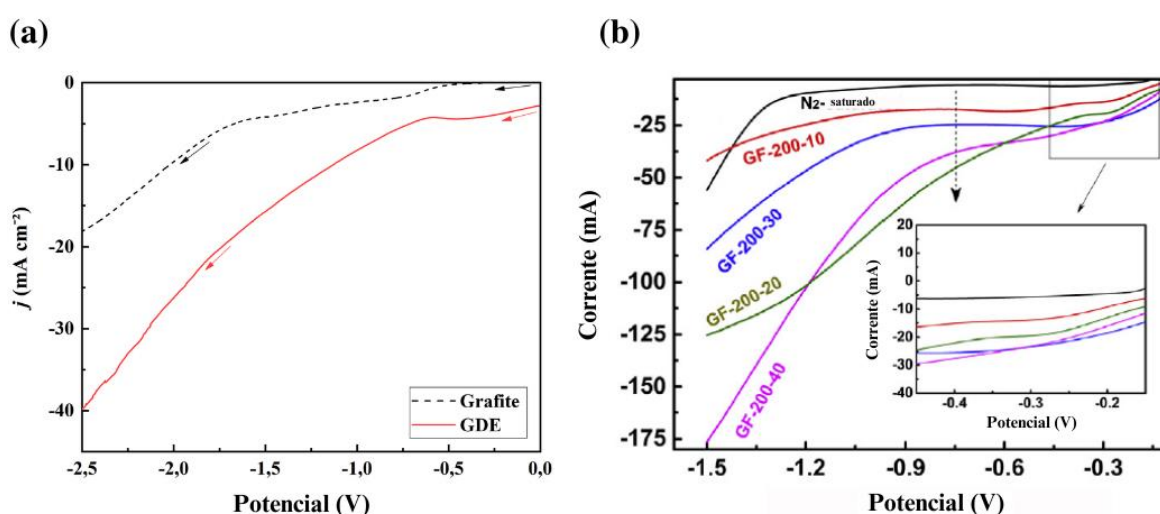 (a)
0
-10
-20
-30
-40
j (mA cm⁻²)
-2,5 -2,0 -1,5 -1,0 -0,5 0,0
Potencial (V)
Grafite
GDE
(b)
-25
-50
-75
-100
-125
-150
-175
Corrente (mA)
-1.5 -1.2 -0.9 -0.6 -0.3
Potencial (V)
N2- saturado
GF-200-10
GF-200-30
GF-200-20
GF-200-40
20
10
0
-10
-20
-30
-40
Corrente (mA)
-0.4 -0.3 -0.2
Potencial (V)